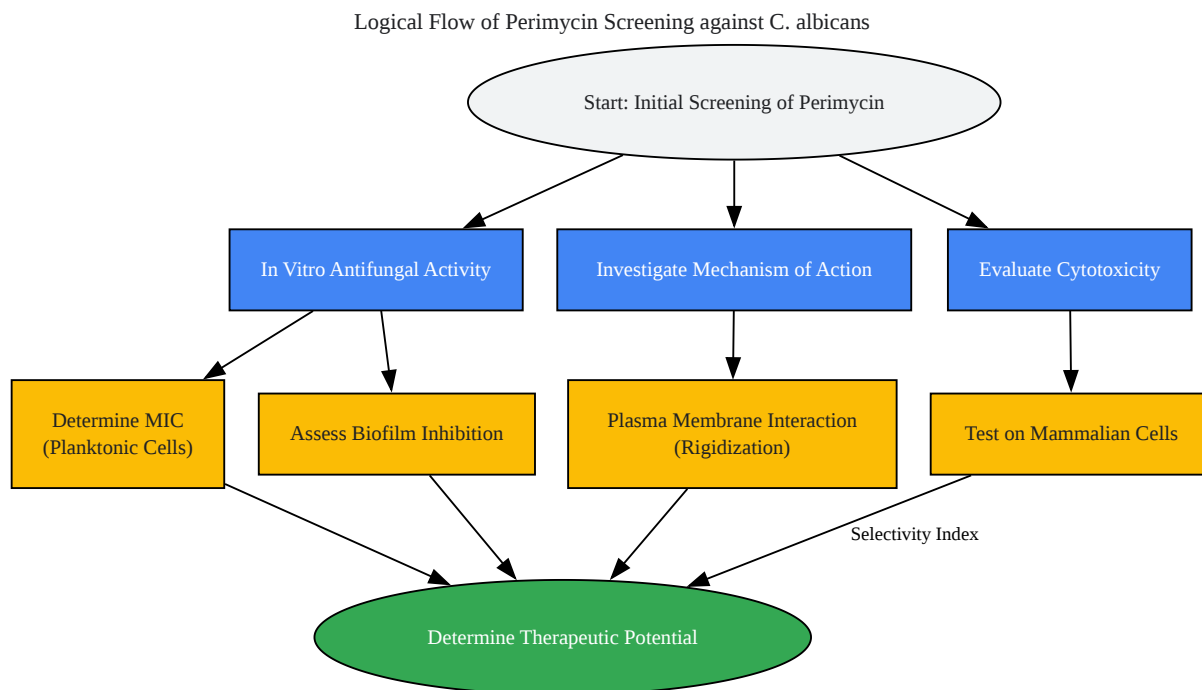 Logical Flow of Perimycin Screening against C. albicans
Start: Initial Screening of Perimycin
In Vitro Antifungal Activity
Investigate Mechanism of Action
Evaluate Cytotoxicity
Determine MIC
(Planktonic Cells)
Assess Biofilm Inhibition
Plasma Membrane Interaction
(Rigidization)
Test on Mammalian Cells
Selectivity Index
Determine Therapeutic Potential